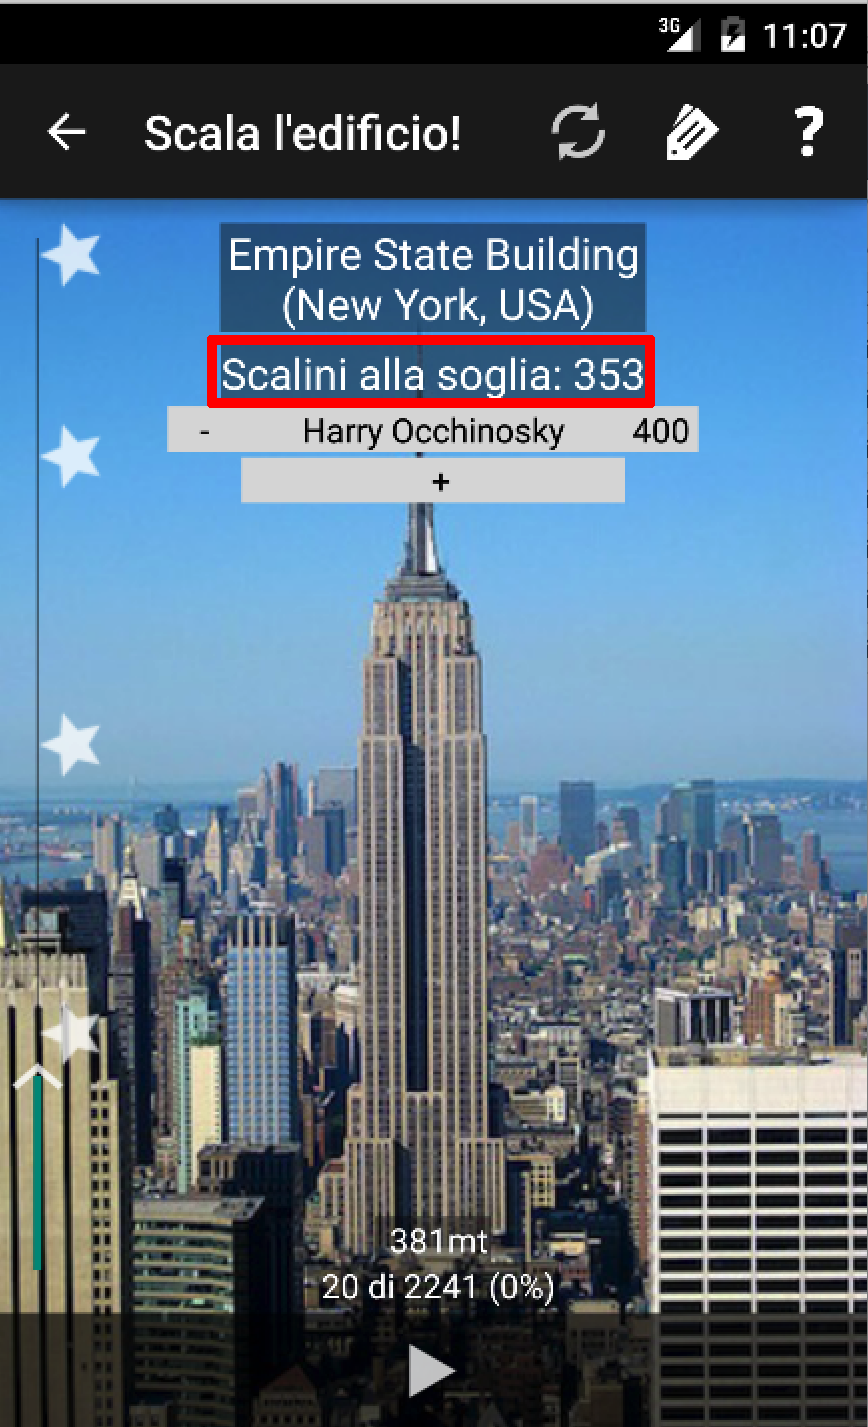 3G 11:07
Scala l'edificio! ?
Empire State Building
(New York, USA)
Scalini alla soglia: 353
- Harry Occhinosky 400
+
381mt
20 di 2241 (0%)